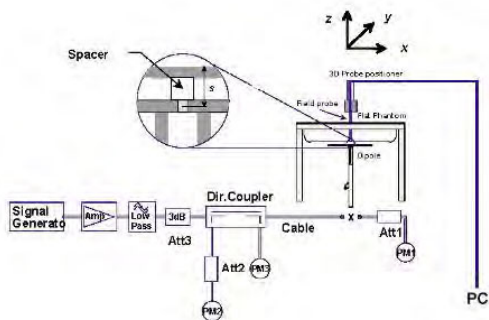 z
y
x
Spacer
s
3D Probe positioner
Field probe
Flat Phantom
Dipole
Dir.Coupler
Signal
Generato
Amp
Low
Pass
3dB
Att3
Cable
x
Att1
PM1
Att2
PM3
PM2
PC